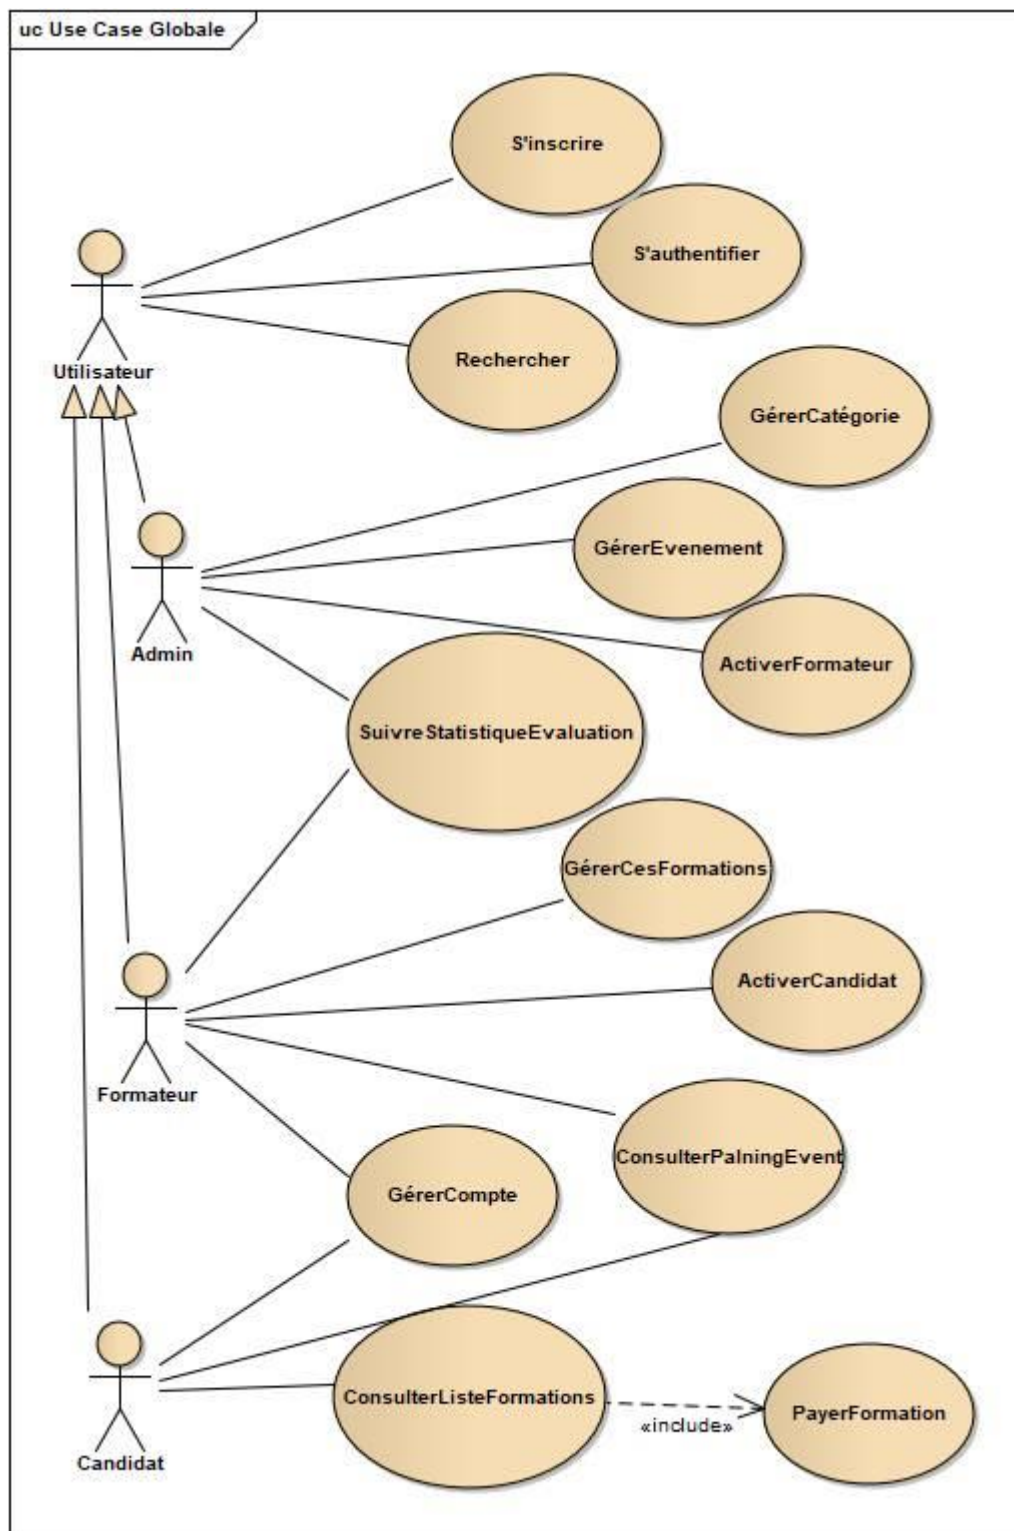 uc Use Case Globale
S'inscrire
S'authentifier
Rechercher
Utilisateur
GérerCatégorie
GérerEvenement
Admin
ActiverFormateur
SuivreStatistiqueEvaluation
GérerCesFormations
ActiverCandidat
Formateur
ConsulterPalningEvent
GérerCompte
ConsulterListeFormations
«include»
PayerFormation
Candidat